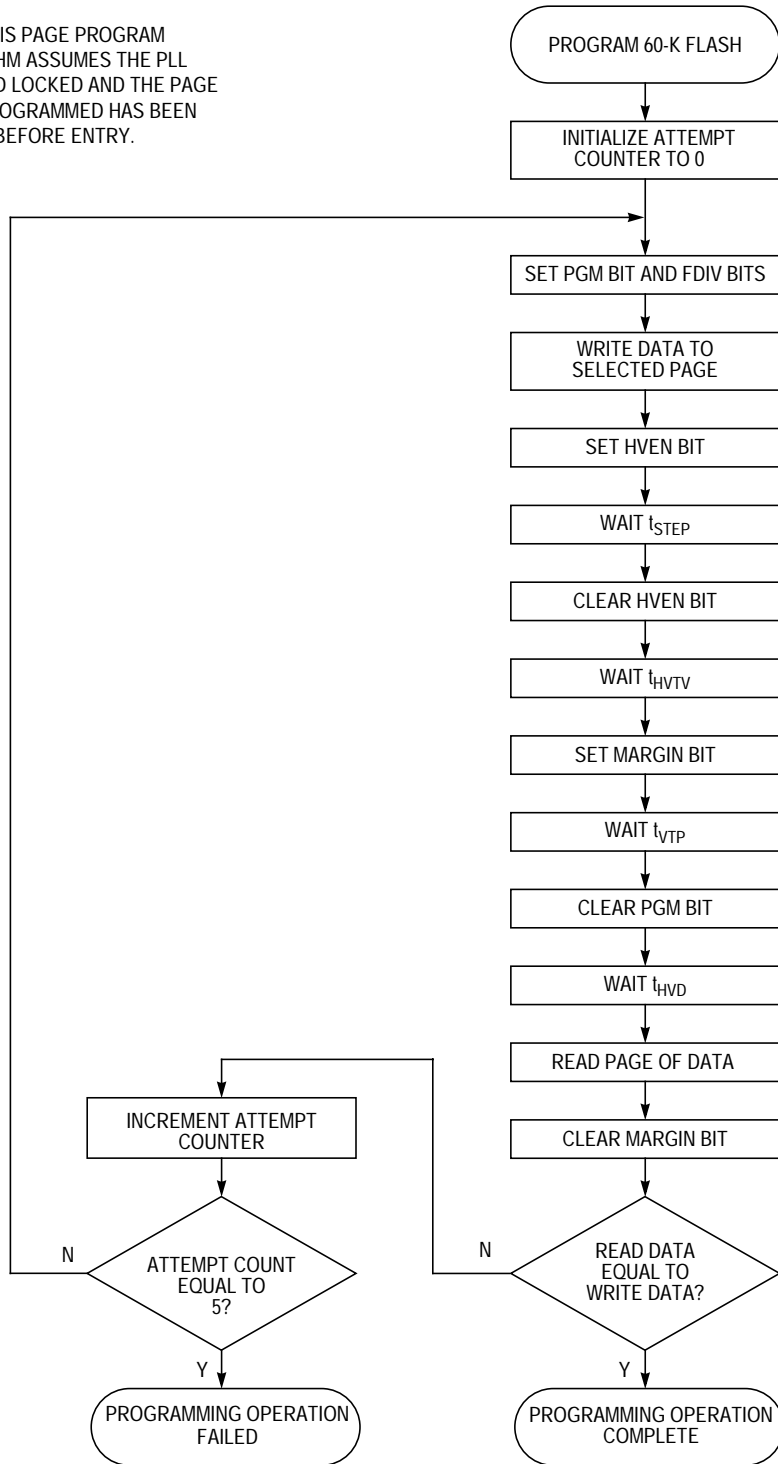 IS PAGE PROGRAM
HM ASSUMES THE PLL
D LOCKED AND THE PAGE
OGRAMMED HAS BEEN
BEFORE ENTRY.
PROGRAM 60-K FLASH
INITIALIZE ATTEMPT
COUNTER TO 0
SET PGM BIT AND FDIV BITS
WRITE DATA TO
SELECTED PAGE
SET HVEN BIT
WAIT tSTEP
CLEAR HVEN BIT
WAIT tHVTV
SET MARGIN BIT
WAIT tVTP
CLEAR PGM BIT
WAIT tHVD
READ PAGE OF DATA
CLEAR MARGIN BIT
READ DATA
EQUAL TO
WRITE DATA?
N
Y
INCREMENT ATTEMPT
COUNTER
ATTEMPT COUNT
EQUAL TO
5?
N
Y
PROGRAMMING OPERATION
FAILED
PROGRAMMING OPERATION
COMPLETE